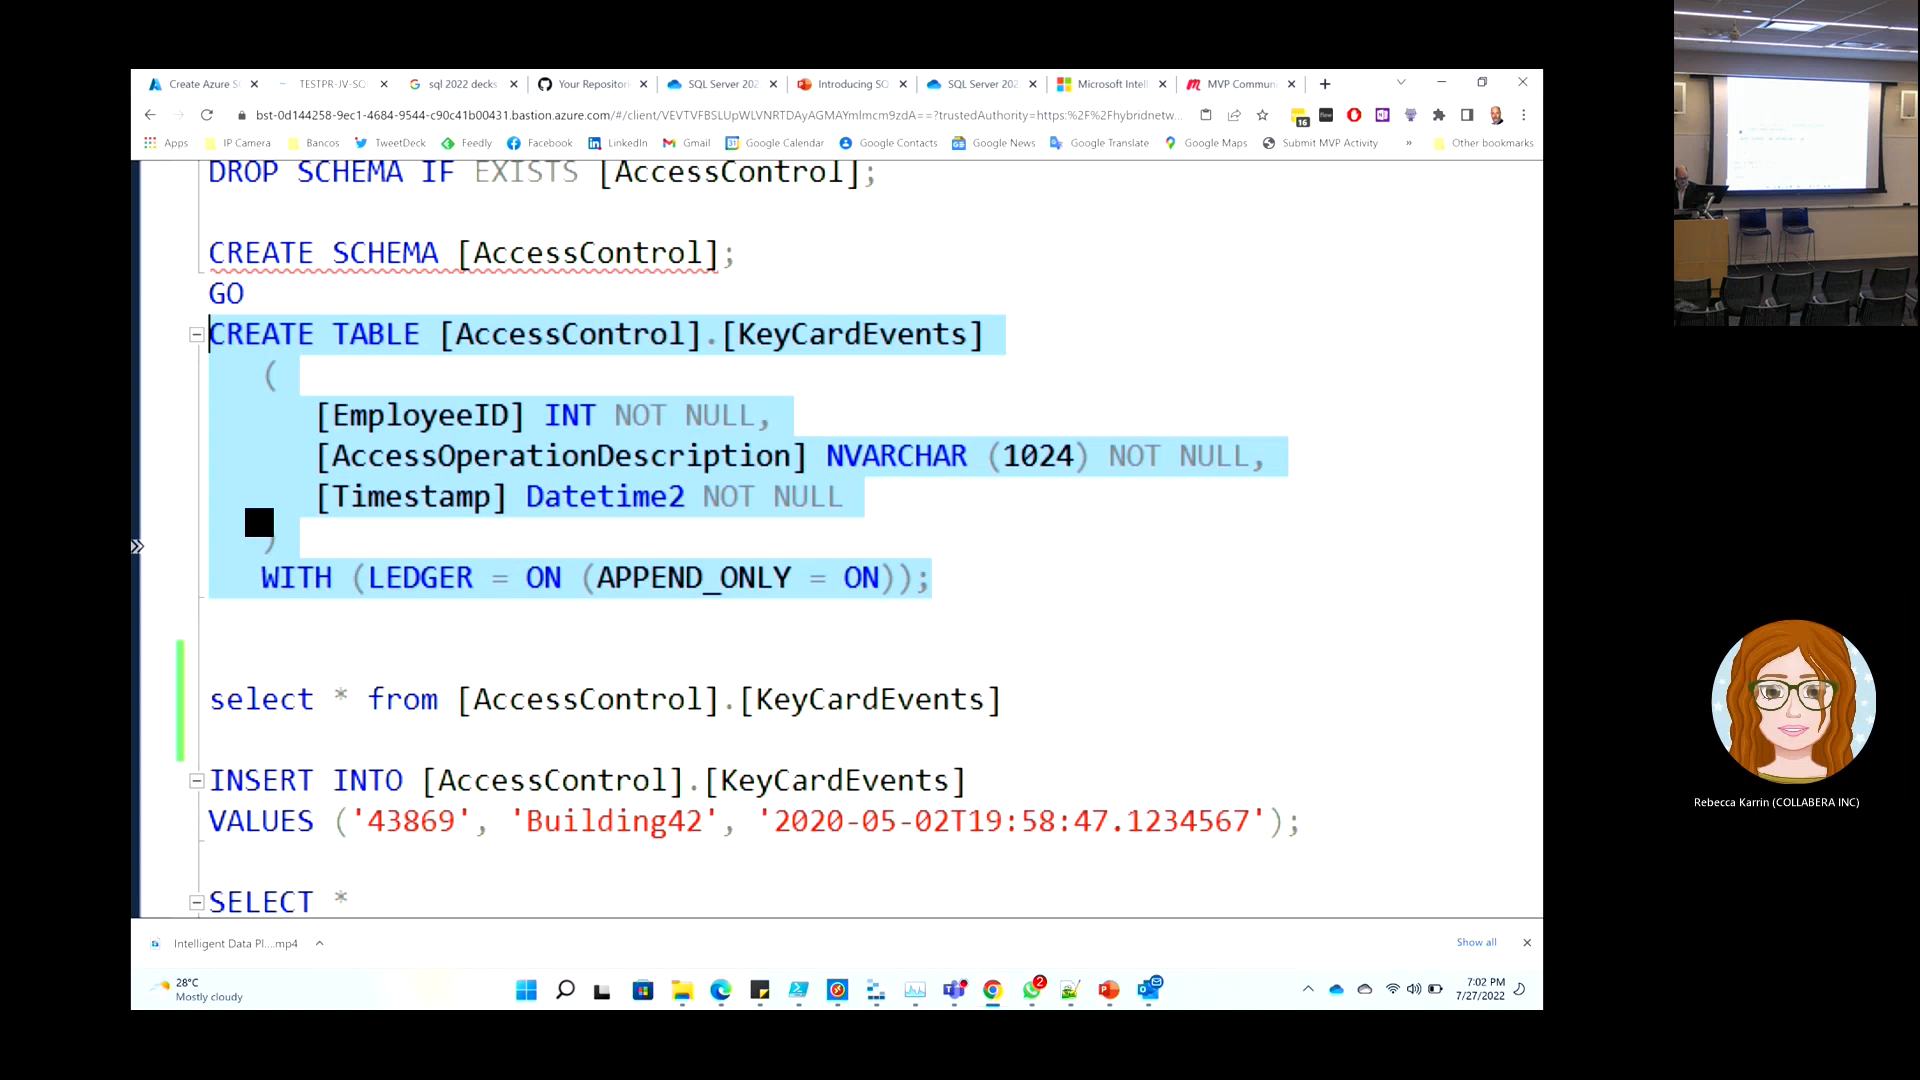 Create Azure S
TESTPR-JV-SQ
sql 2022 decks
Your Repositori
SQL Server 202
Introducing SQ
SQL Server 202
Microsoft Intell
MVP Commun
bst-0d144258-9ec1-4684-9544-c90c41b00431.bastion.azure.com/#/client/VEVTVFBSLUpWLVNRTDAyAGMAYmlmcm9zdA==?trustedAuthority=https:%2F%2Fhybridnetw...
16
Apps
IP Camera
Bancos
TweetDeck
Feedly
Facebook
LinkedIn
Gmail
Google Calendar
Google Contacts
Google News
Google Translate
Google Maps
Submit MVP Activity
»
Other bookmarks
DROP SCHEMA IF EXISTS [AccessControl];
CREATE SCHEMA [AccessControl];
GO
CREATE TABLE [AccessControl].[KeyCardEvents]
(
[EmployeeID] INT NOT NULL,
[AccessOperationDescription] NVARCHAR (1024) NOT NULL,
[Timestamp] Datetime2 NOT NULL
)
WITH (LEDGER = ON (APPEND_ONLY = ON));
select * from [AccessControl].[KeyCardEvents]
INSERT INTO [AccessControl].[KeyCardEvents]
VALUES ('43869', 'Building42', '2020-05-02T19:58:47.1234567');
SELECT *
Intelligent Data Pl....mp4
Show all
28°C
Mostly cloudy
2
7:02 PM
7/27/2022
Rebecca Karrin (COLLABERA INC)